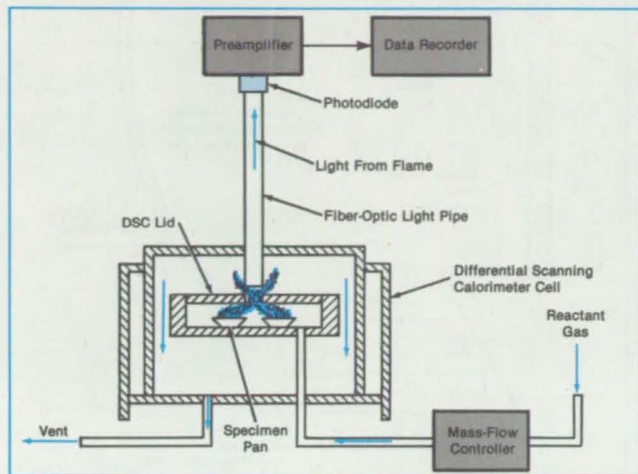 Preamplifier
Data Recorder
Photodiode
Light From Flame
DSC Lid
Fiber-Optic Light Pipe
Differential Scanning
Calorimeter Cell
Reactant
Gas
Vent
Specimen
Pan
Mass-Flow
Controller